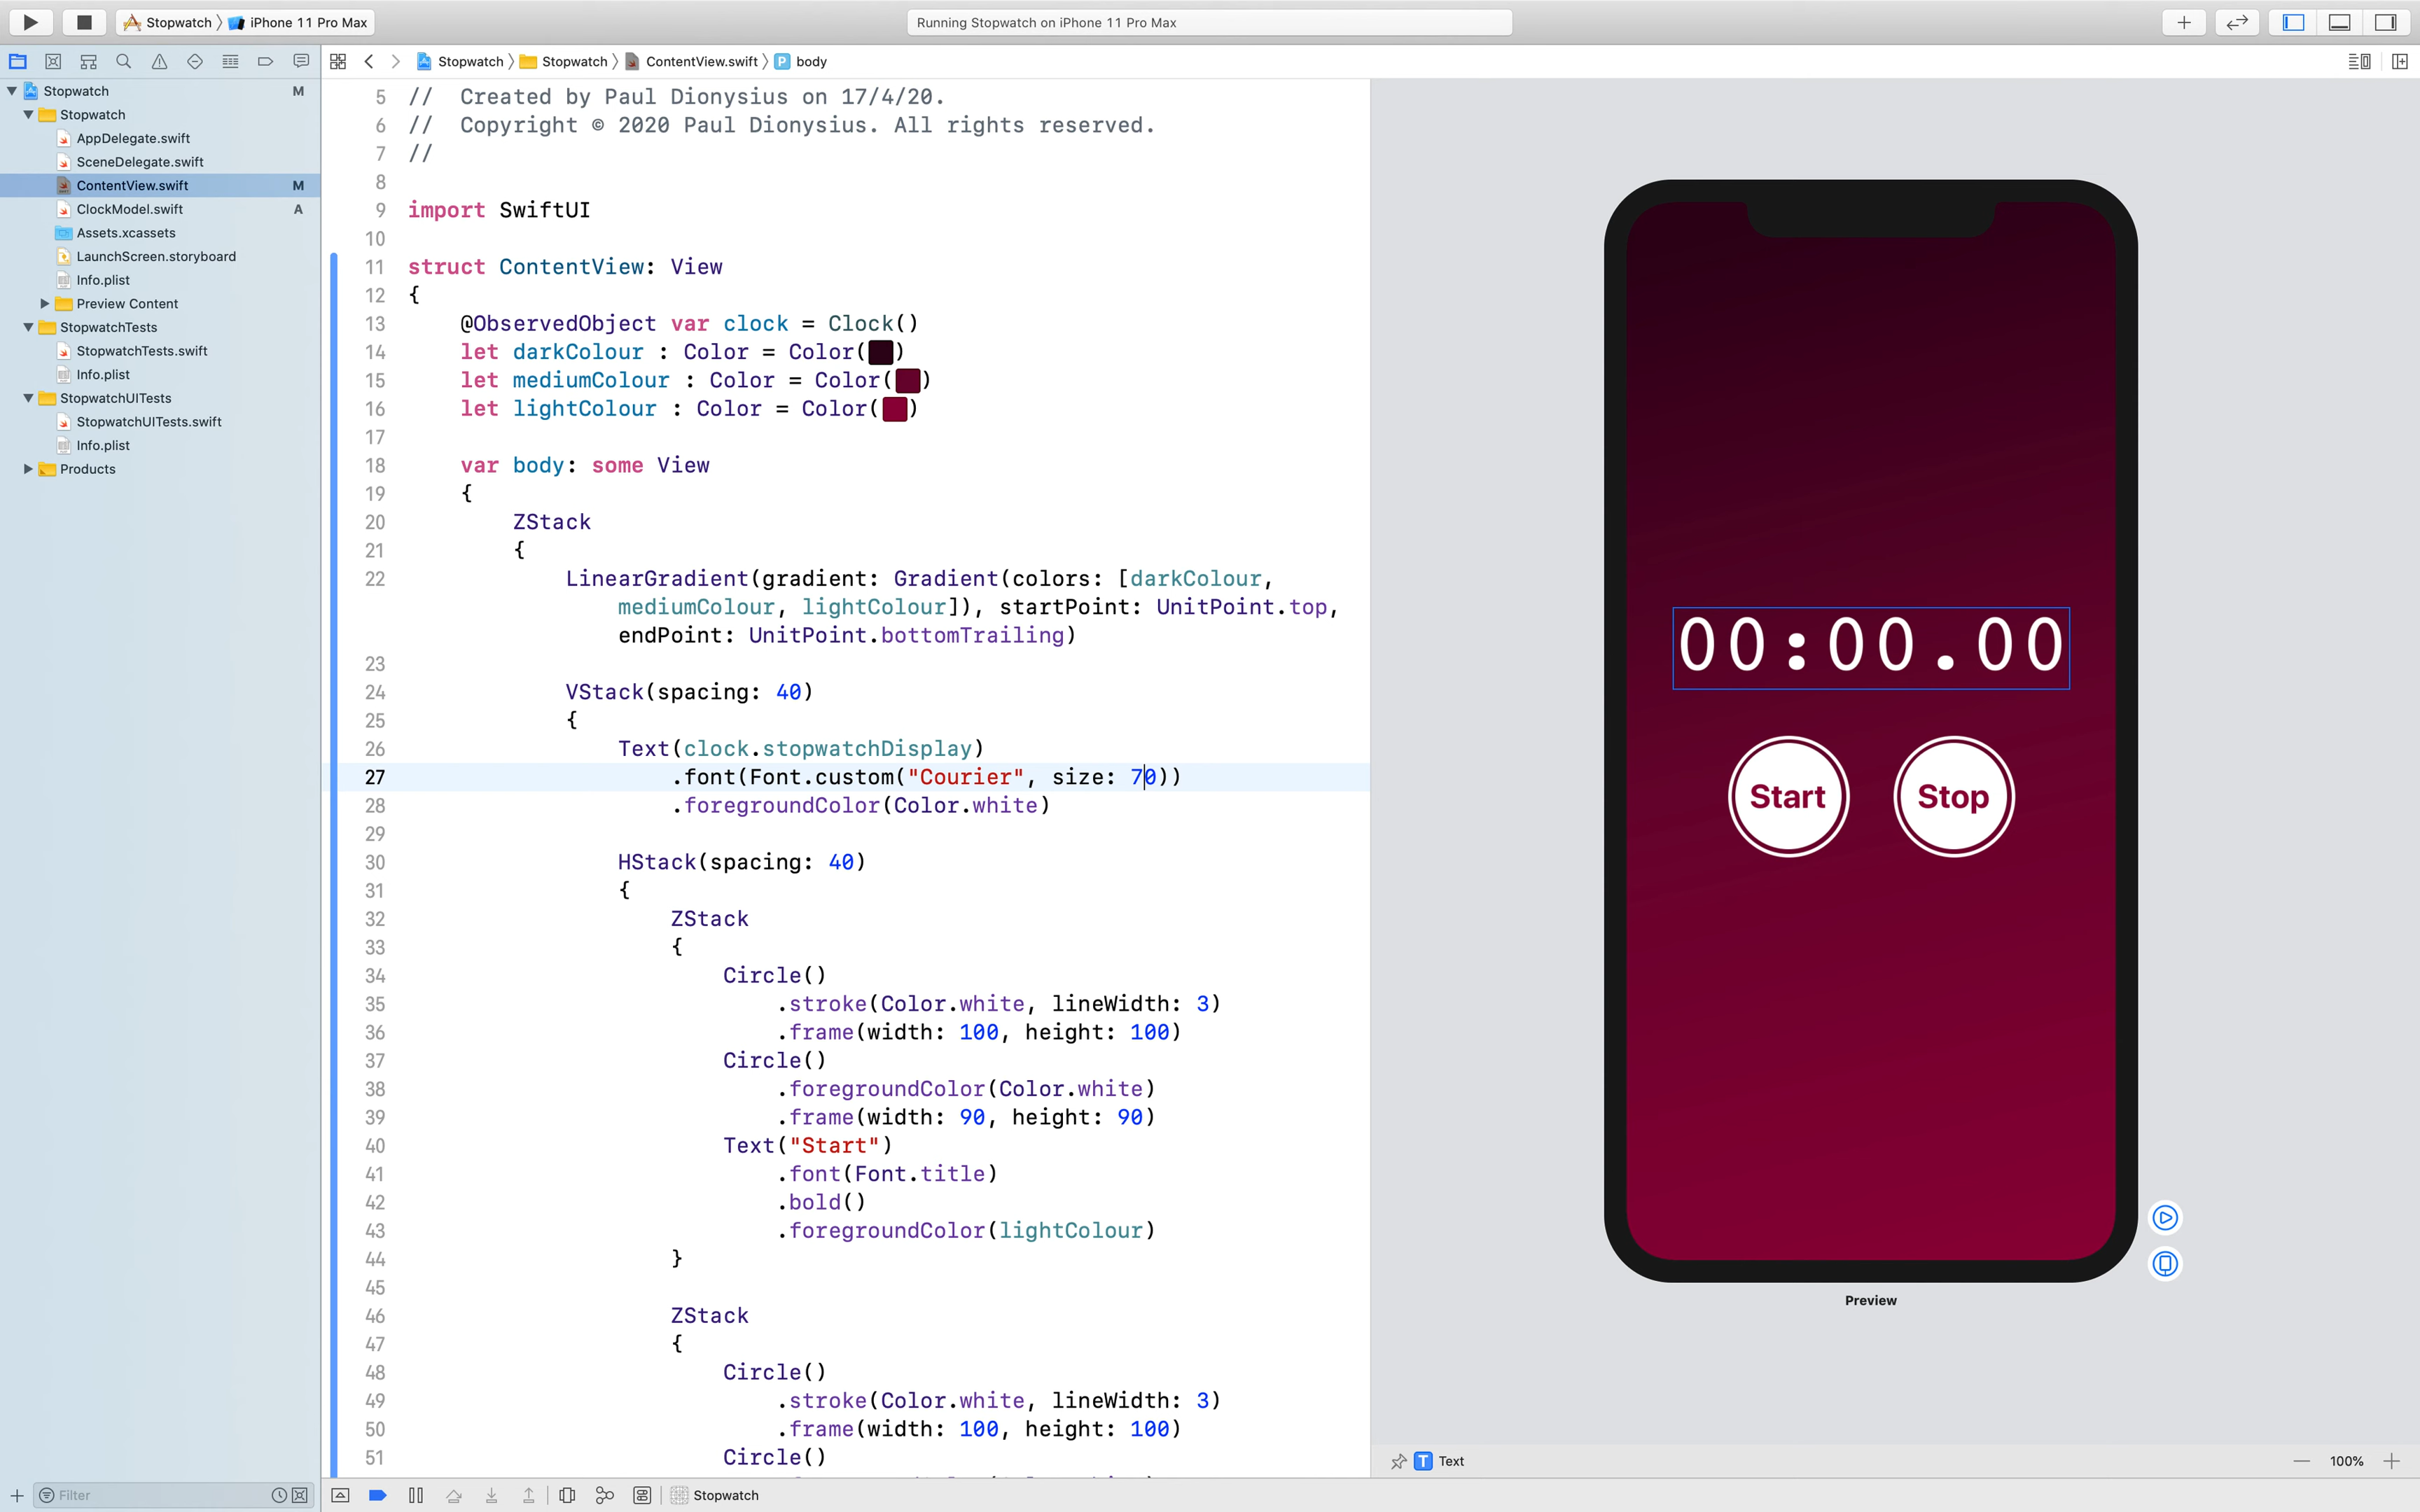 Stopwatch 〉 iPhone 11 Pro Max
Running Stopwatch on iPhone 11 Pro Max
Stopwatch 〉 Stopwatch 〉 ContentView.swift 〉 P body
Stopwatch M
Stopwatch
AppDelegate.swift
SceneDelegate.swift
ContentView.swift M
ClockModel.swift A
Assets.xcassets
LaunchScreen.storyboard
Info.plist
Preview Content
StopwatchTests
StopwatchTests.swift
Info.plist
StopwatchUITests
StopwatchUITests.swift
Info.plist
Products
Filter
5 //  Created by Paul Dionysius on 17/4/20.
6 //  Copyright © 2020 Paul Dionysius. All rights reserved.
7 //
8
9 import SwiftUI
10
11 struct ContentView: View
12 {
13     @ObservedObject var clock = Clock()
14     let darkColour : Color = Color( )
15     let mediumColour : Color = Color( )
16     let lightColour : Color = Color( )
17
18     var body: some View
19     {
20         ZStack
21         {
22             LinearGradient(gradient: Gradient(colors: [darkColour,
mediumColour, lightColour]), startPoint: UnitPoint.top,
endPoint: UnitPoint.bottomTrailing)
23
24             VStack(spacing: 40)
25             {
26                 Text(clock.stopwatchDisplay)
27                     .font(Font.custom("Courier", size: 70))
28                     .foregroundColor(Color.white)
29
30                 HStack(spacing: 40)
31                 {
32                     ZStack
33                     {
34                         Circle()
35                             .stroke(Color.white, lineWidth: 3)
36                             .frame(width: 100, height: 100)
37                         Circle()
38                             .foregroundColor(Color.white)
39                             .frame(width: 90, height: 90)
40                         Text("Start")
41                             .font(Font.title)
42                             .bold()
43                             .foregroundColor(lightColour)
44                     }
45
46                     ZStack
47                     {
48                         Circle()
49                             .stroke(Color.white, lineWidth: 3)
50                             .frame(width: 100, height: 100)
51                         Circle()
Stopwatch
00:00.00
Start Stop
Preview
T Text
100%